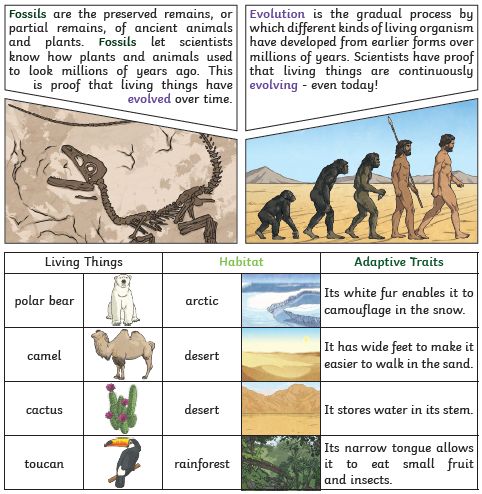 Fossils are the preserved remains, or
partial remains, of ancient animals
and plants. Fossils let scientists
know how plants and animals used
to look millions of years ago. This
is proof that living things have
evolved over time.
Evolution is the gradual process by
which different kinds of living organism
have developed from earlier forms over
millions of years. Scientists have proof
that living things are continuously
evolving - even today!
Living Things
Habitat
Adaptive Traits
polar bear
arctic
Its white fur enables it to
camouflage in the snow.
camel
desert
It has wide feet to make it
easier to walk in the sand.
cactus
desert
It stores water in its stem.
toucan
rainforest
Its narrow tongue allows
it to eat small fruit
and insects.